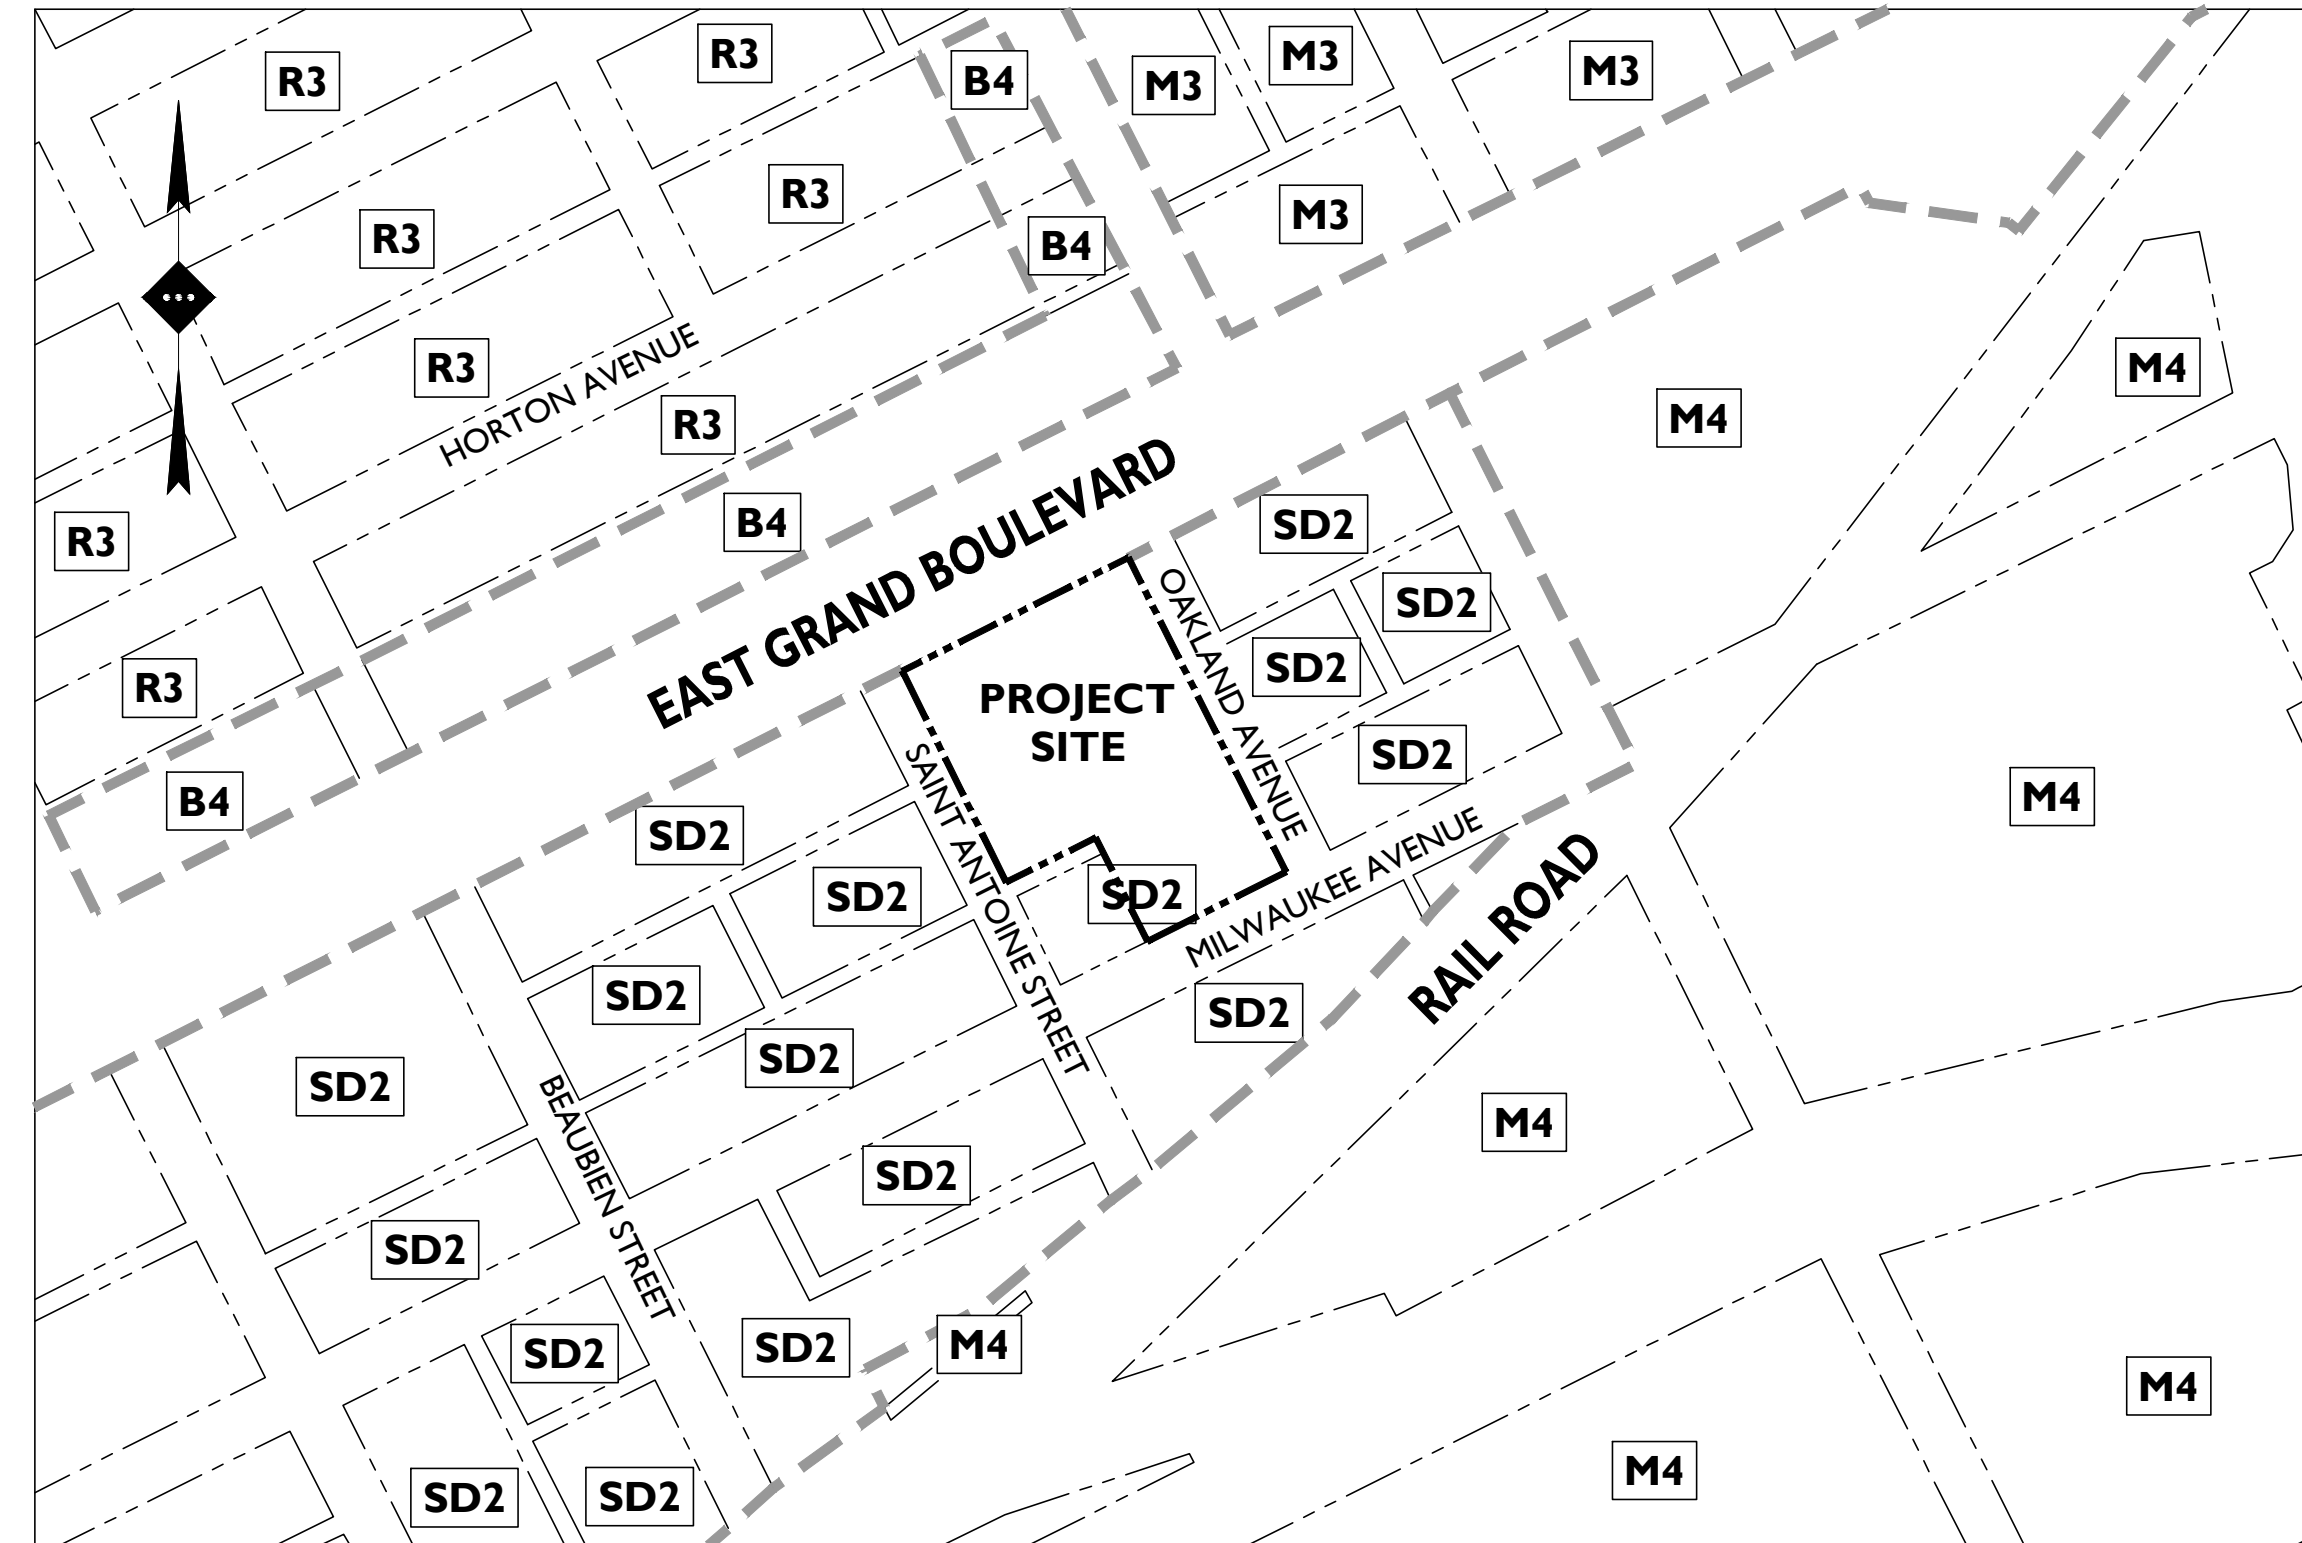 R3
R3
B4
M3
M3
M3
R3
R3
M3
B4
R3
HORTON AVENUE
R3
M4
M4
R3
B4
EAST GRAND BOULEVARD
SD2
SD2
OAKLAND AVENUE
SD2
R3
PROJECT
SITE
SD2
B4
M4
SD2
SAINT ANTOINE STREET
SD2
SD2
MILWAUKEE AVENUE
RAIL ROAD
SD2
SD2
SD2
SD2
BEAUBIEN STREET
M4
SD2
SD2
SD2
SD2
M4
M4
M4
SD2
SD2